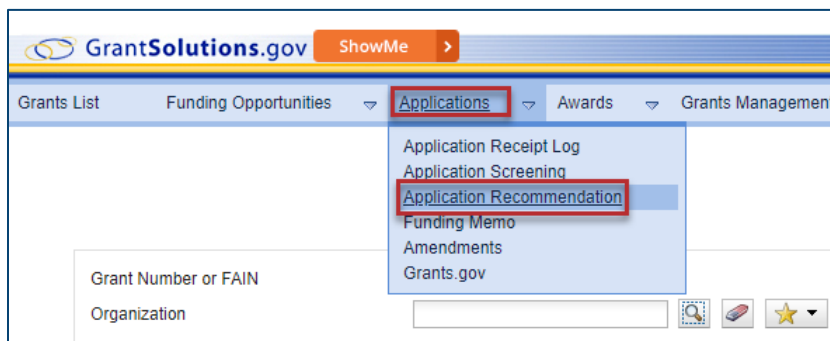 GrantSolutions.gov ShowMe >
Grants List Funding Opportunities Applications Awards Grants Managemen
Application Receipt Log
Application Screening
Application Recommendation
Funding Memo
Amendments
Grants.gov
Grant Number or FAIN
Organization